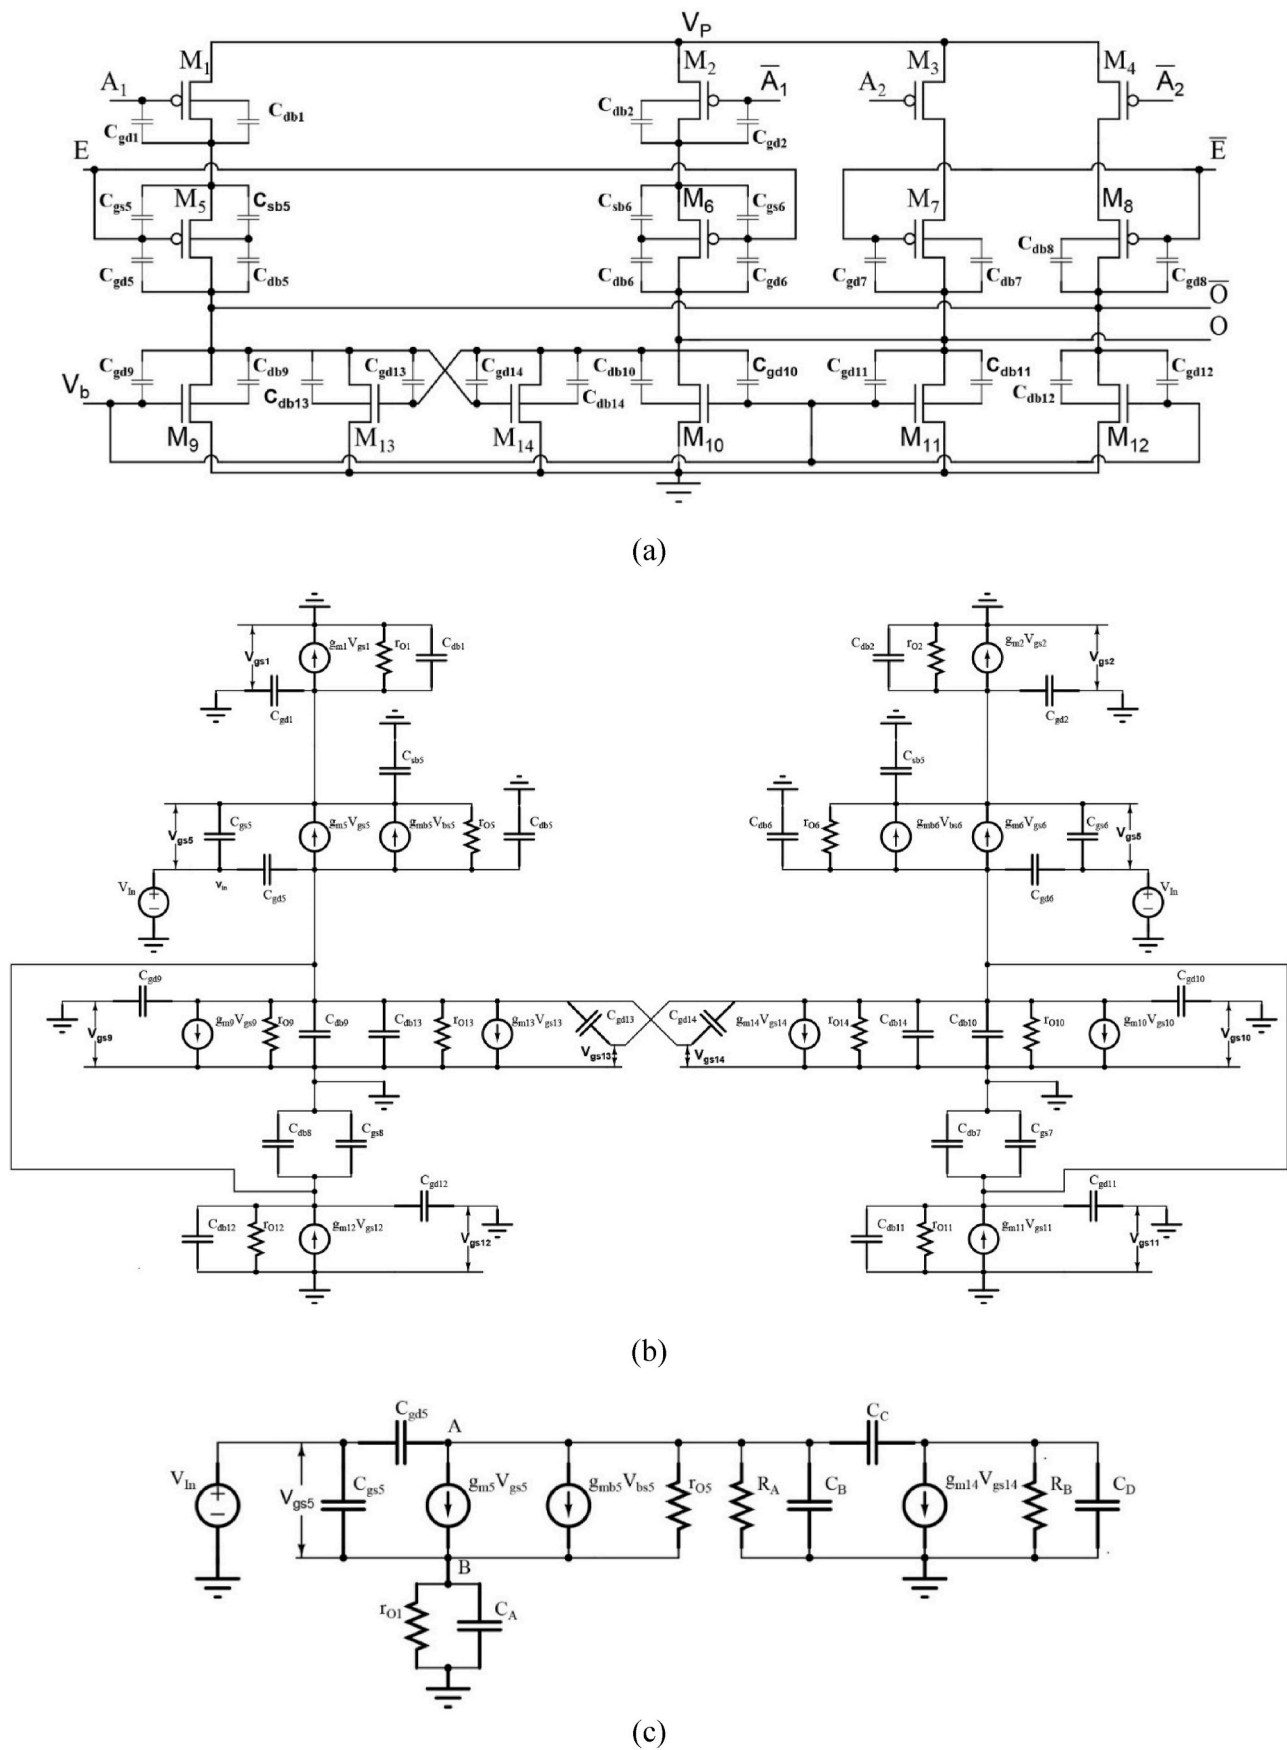 V_P
M_1 M_2 M_3 M_4
A_1 A̅_1 A_2 A̅_2
C_db1 C_db2
C_gd1 C_gd2
E E̅
C_gs5 M_5 C_sb5 C_sb6 M_6 C_gs6 M_7 M_8
C_db8
C_gd5 C_db5 C_db6 C_gd6 C_gd7 C_db7 C_gd8
O̅
O
C_gd9 C_db9 C_gd13 C_gd14 C_db10 C_gd10 C_gd11 C_db11 C_gd12
V_b C_db13 C_db14 C_db12
M_9 M_13 M_14 M_10 M_11 M_12
(a)
V_gs1 g_m1V_gs1 r_O1 C_db1 C_db2 r_O2 g_m2V_gs2 V_gs2
C_gd1 C_gd2
C_sb5 C_sb5
V_gs5 C_gs5 g_m5V_gs5 g_mb5V_bs5 r_O5 C_db5 C_db6 r_O6 g_mb6V_bs6 g_m6V_gs6 C_gs6 V_gs5
V_In V_in C_gd5 C_gd6 V_In
C_gd9 C_gd10
V_gs9 g_m9V_gs9 r_O9 C_db9 C_db13 r_O13 g_m13V_gs13 C_gd13 C_gd14 g_m14V_gs14 r_O14 C_db14 C_db10 r_O10 g_m10V_gs10 V_gs10
V_gs13 V_gs14
C_db8 C_gs8 C_db7 C_gs7
C_gd12 C_gd11
C_db12 r_O12 g_m12V_gs12 V_gs12 C_db11 r_O11 g_m11V_gs11 V_gs11
(b)
C_gd5 A C_C
V_In V_gs5 C_gs5 g_m5V_gs5 g_mb5V_bs5 r_O5 R_A C_B g_m14V_gs14 R_B C_D
B
r_O1 C_A
(c)